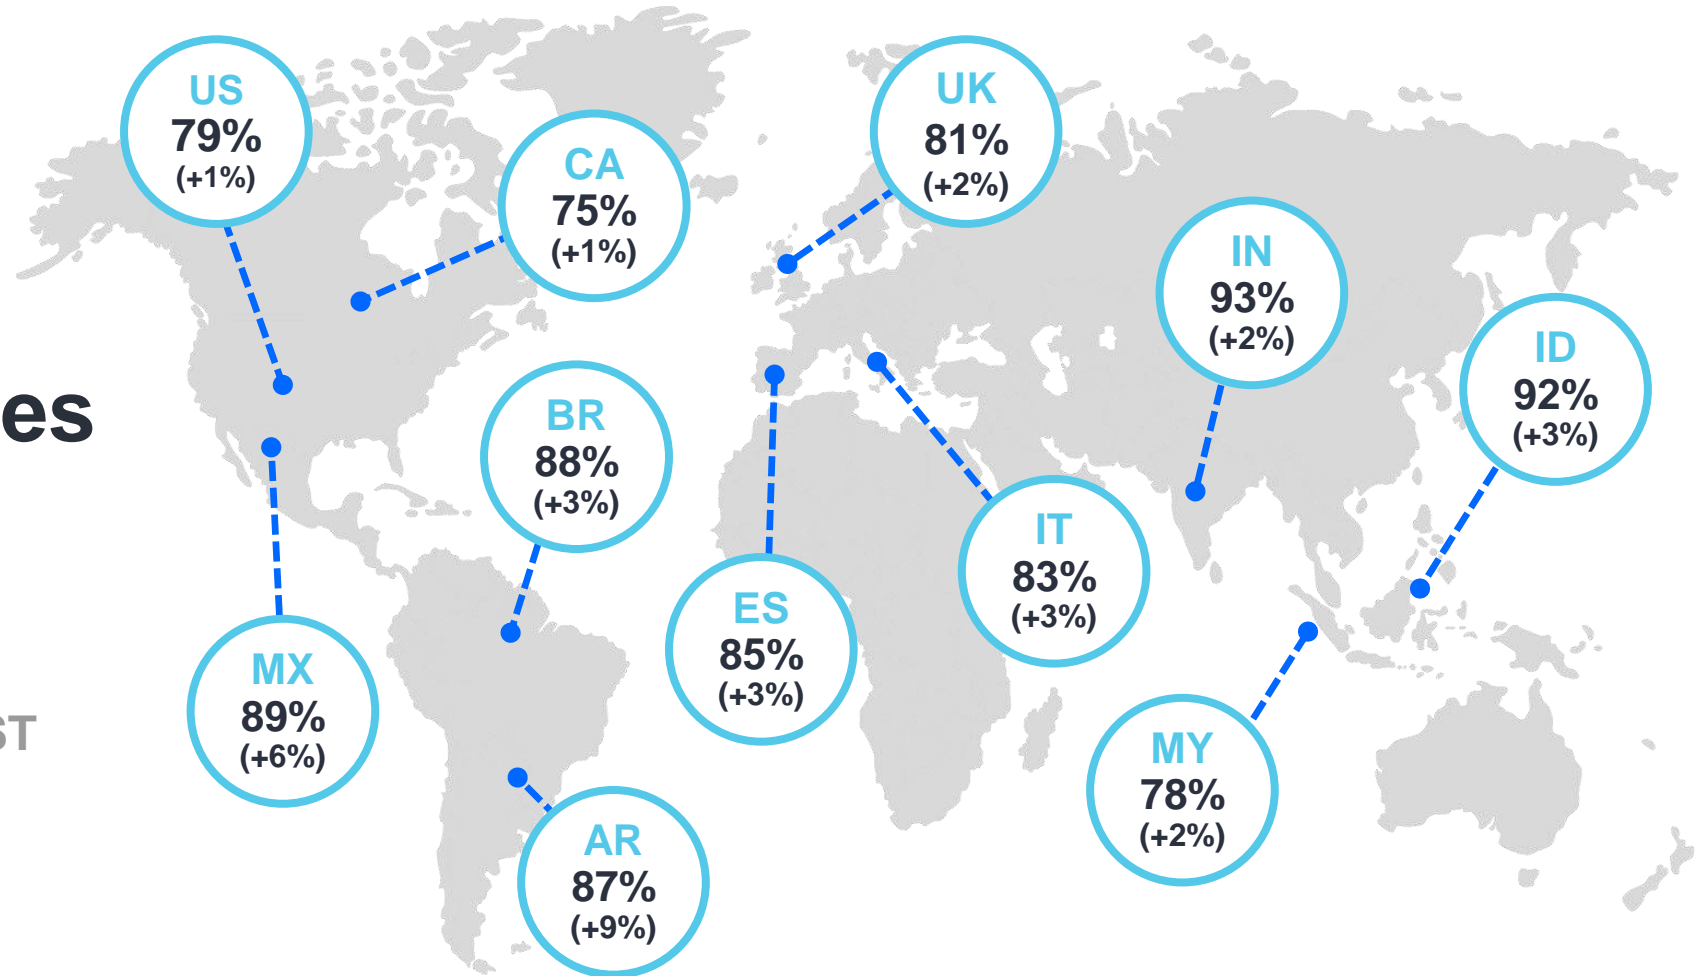 US
79%
(+1%)
CA
75%
(+1%)
UK
81%
(+2%)
IN
93%
(+2%)
ID
92%
(+3%)
es
BR
88%
(+3%)
IT
83%
(+3%)
ES
85%
(+3%)
MX
89%
(+6%)
ST
MY
78%
(+2%)
AR
87%
(+9%)